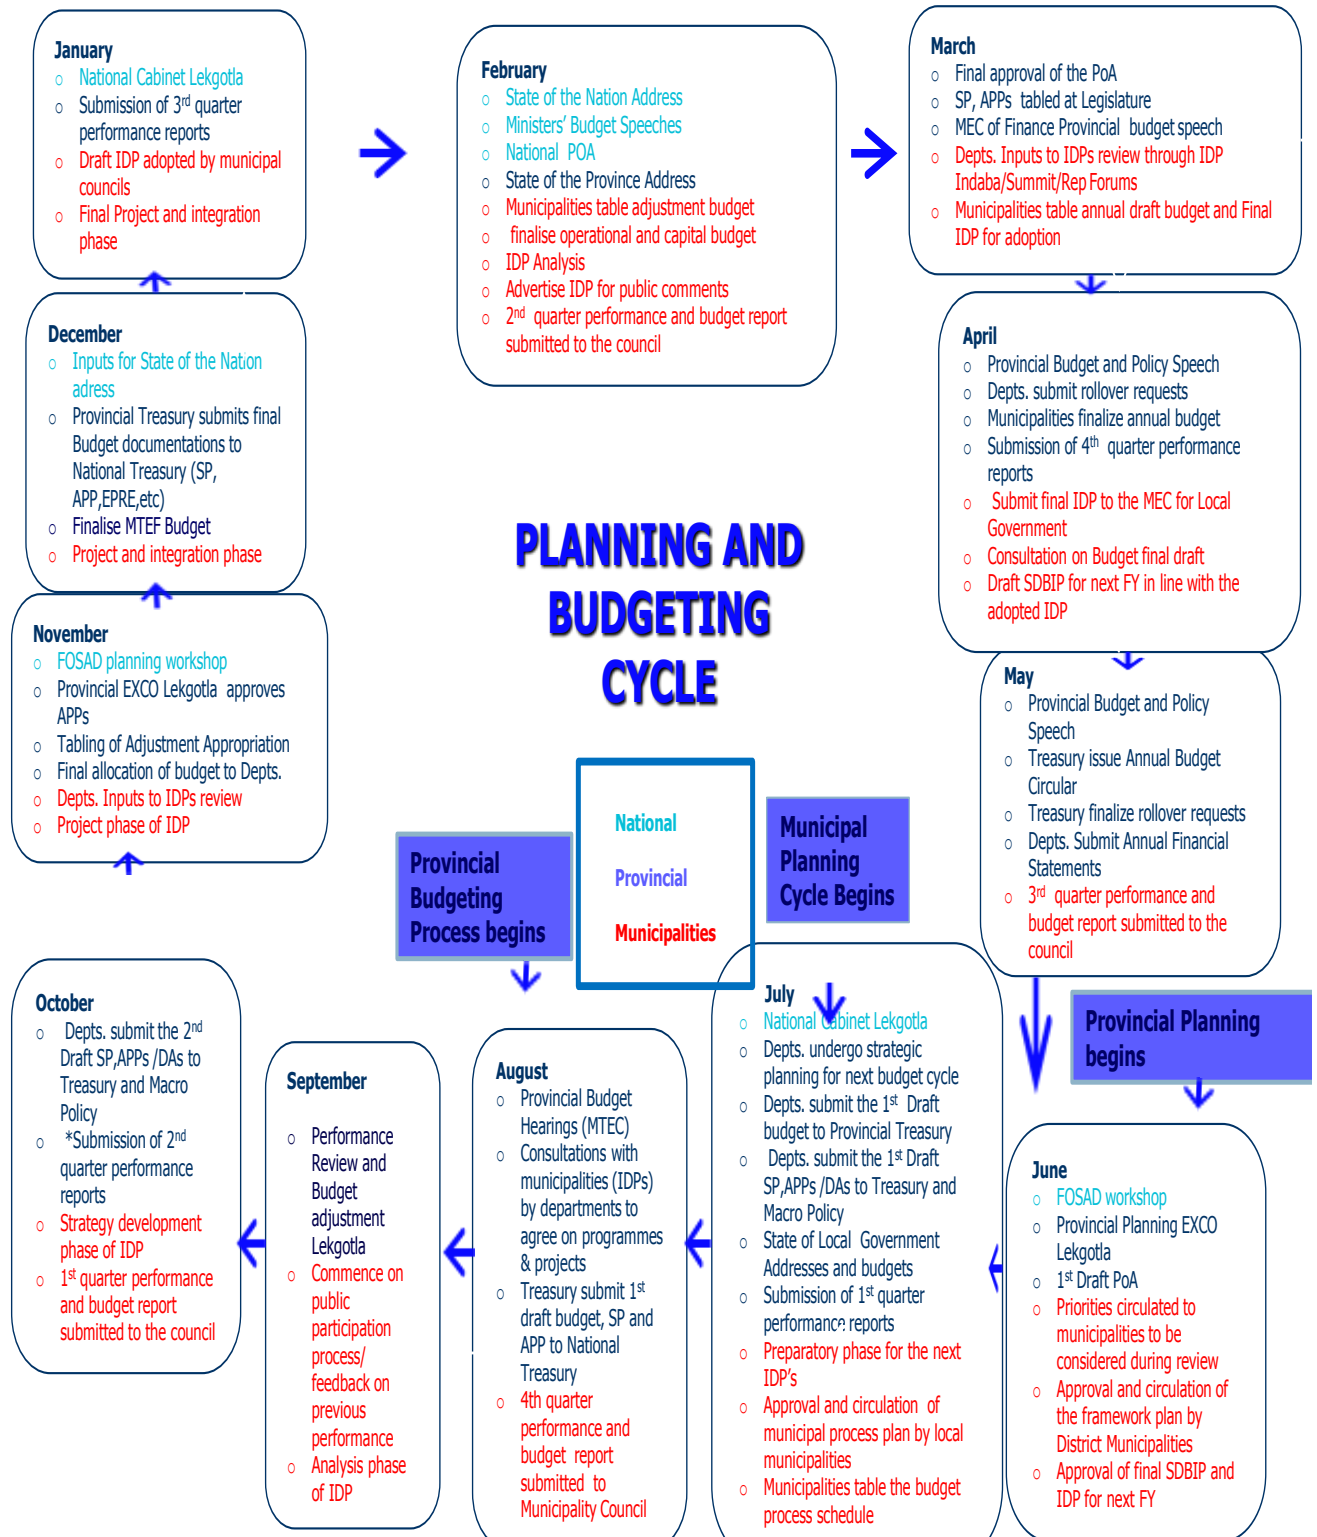 January
o National Cabinet Lekgotla
o Submission of 3rd quarter
performance reports
o Draft IDP adopted by municipal
councils
o Final Project and integration
phase
February
o State of the Nation Address
o Ministers' Budget Speeches
o National POA
o State of the Province Address
o Municipalities table adjustment budget
o finalise operational and capital budget
o IDP Analysis
o Advertise IDP for public comments
o 2nd quarter performance and budget report
submitted to the council
March
o Final approval of the PoA
o SP, APPs tabled at Legislature
o MEC of Finance Provincial budget speech
o Depts. Inputs to IDPs review through IDP
Indaba/Summit/Rep Forums
o Municipalities table annual draft budget and Final
IDP for adoption
April
o Provincial Budget and Policy Speech
o Depts. submit rollover requests
o Municipalities finalize annual budget
o Submission of 4th quarter performance
reports
o Submit final IDP to the MEC for Local
Government
o Consultation on Budget final draft
o Draft SDBIP for next FY in line with the
adopted IDP
May
o Provincial Budget and Policy
Speech
o Treasury issue Annual Budget
Circular
o Treasury finalize rollover requests
o Depts. Submit Annual Financial
Statements
o 3rd quarter performance and
budget report submitted to the
council
December
o Inputs for State of the Nation
adress
o Provincial Treasury submits final
Budget documentations to
National Treasury (SP,
APP,EPRE,etc)
o Finalise MTEF Budget
o Project and integration phase
November
o FOSAD planning workshop
o Provincial EXCO Lekgotla approves
APPs
o Tabling of Adjustment Appropriation
o Final allocation of budget to Depts.
o Depts. Inputs to IDPs review
o Project phase of IDP
PLANNING AND
BUDGETING
CYCLE
Provincial
Budgeting
Process begins
National
Provincial
Municipalities
Municipal
Planning
Cycle Begins
Provincial Planning
begins
October
o Depts. submit the 2nd
Draft SP,APPs /DAs to
Treasury and Macro
Policy
o *Submission of 2nd
quarter performance
reports
o Strategy development
phase of IDP
o 1st quarter performance
and budget report
submitted to the council
September
o Performance
Review and
Budget
adjustment
Lekgotla
o Commence on
public
participation
process/
feedback on
previous
performance
o Analysis phase
of IDP
August
o Provincial Budget
Hearings (MTEC)
o Consultations with
municipalities (IDPs)
by departments to
agree on programmes
& projects
o Treasury submit 1st
draft budget, SP and
APP to National
Treasury
o 4th quarter
performance and
budget report
submitted to
Municipality Council
July
o National Cabinet Lekgotla
o Depts. undergo strategic
planning for next budget cycle
o Depts. submit the 1st Draft
budget to Provincial Treasury
o Depts. submit the 1st Draft
SP,APPs /DAs to Treasury and
Macro Policy
o State of Local Government
Addresses and budgets
o Submission of 1st quarter
performance reports
o Preparatory phase for the next
IDP's
o Approval and circulation of
municipal process plan by local
municipalities
o Municipalities table the budget
process schedule
June
o FOSAD workshop
o Provincial Planning EXCO
Lekgotla
o 1st Draft PoA
o Priorities circulated to
municipalities to be
considered during review
o Approval and circulation of
the framework plan by
District Municipalities
o Approval of final SDBIP and
IDP for next FY